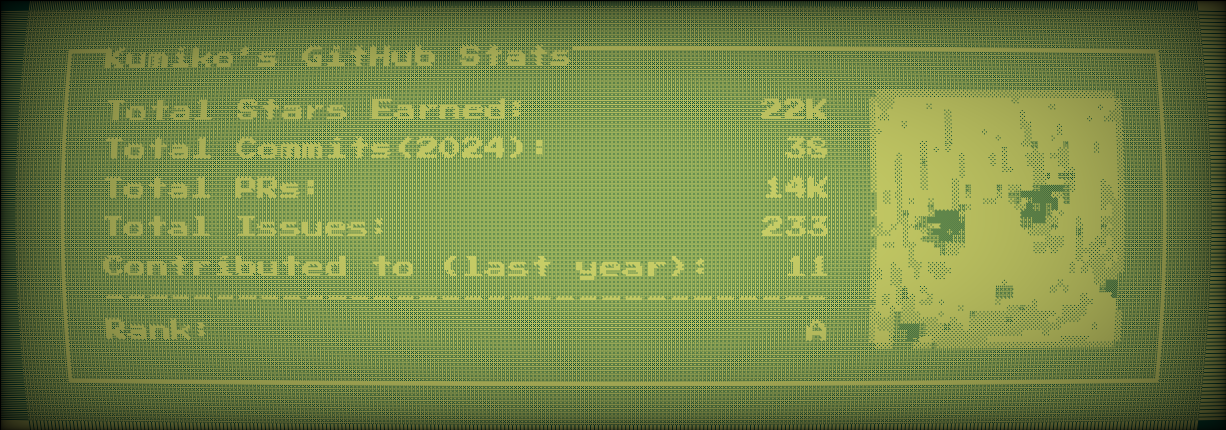 Kumiko's GitHub Stats
Total Stars Earned: 22K
Total Commits(2024): 38
Total PRs: 14K
Total Issues: 233
Contributed to (last year): 11
Rank: A